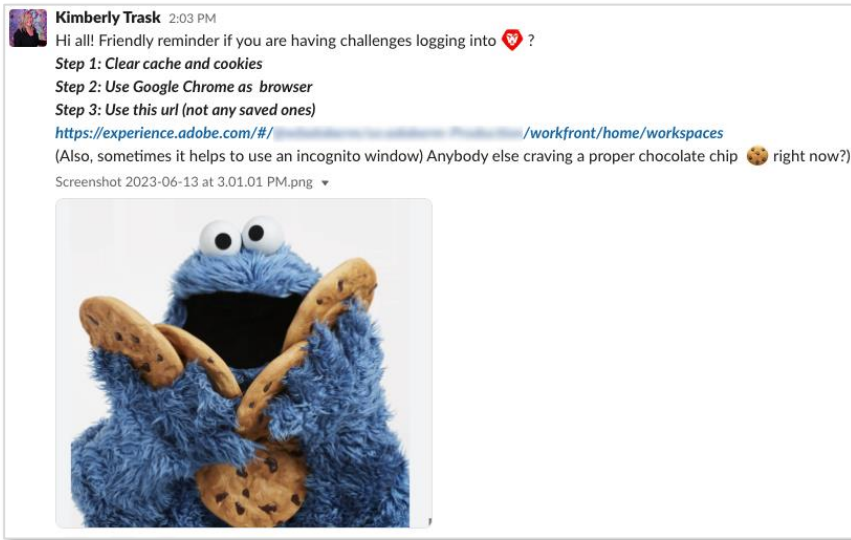 Kimberly Trask 2:03 PM
Hi all! Friendly reminder if you are having challenges logging into ?
Step 1: Clear cache and cookies
Step 2: Use Google Chrome as browser
Step 3: Use this url (not any saved ones)
https://experience.adobe.com/#/ /workfront/home/workspaces
(Also, sometimes it helps to use an incognito window) Anybody else craving a proper chocolate chip right now?)
Screenshot 2023-06-13 at 3.01.01 PM.png